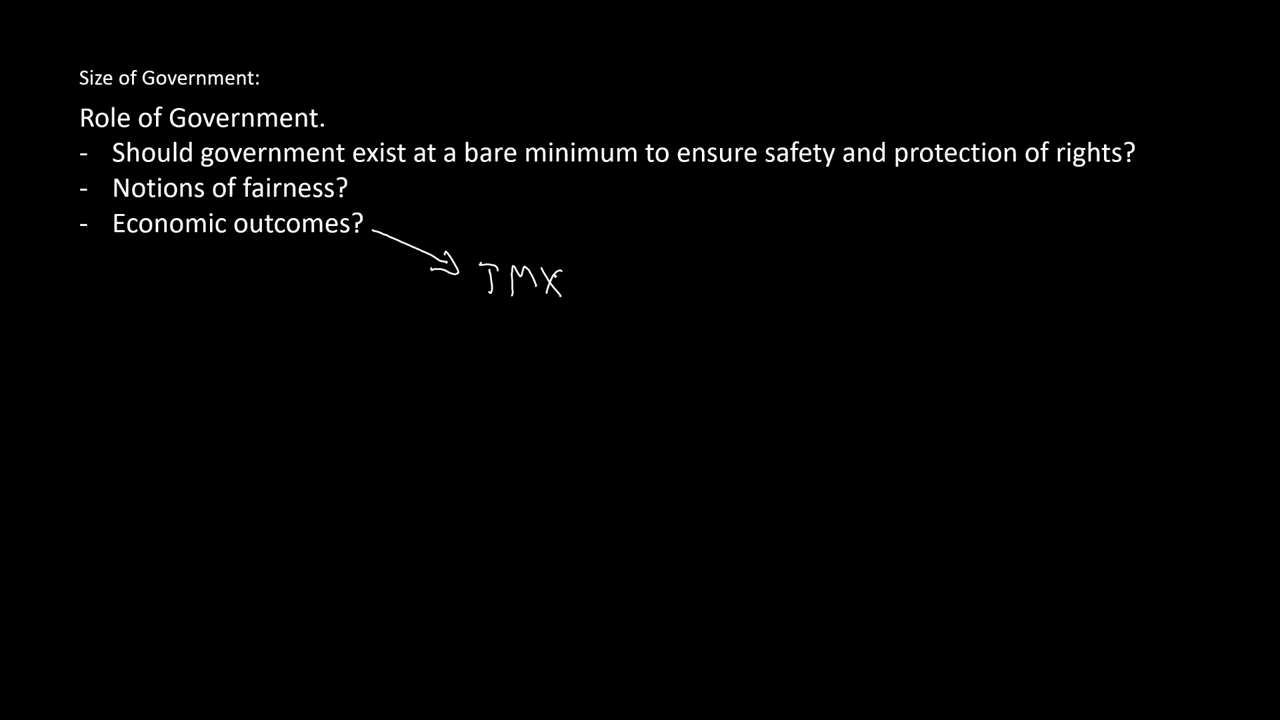 Size of Government:
Role of Government.
- Should government exist at a bare minimum to ensure safety and protection of rights?
- Notions of fairness?
- Economic outcomes?
TMX